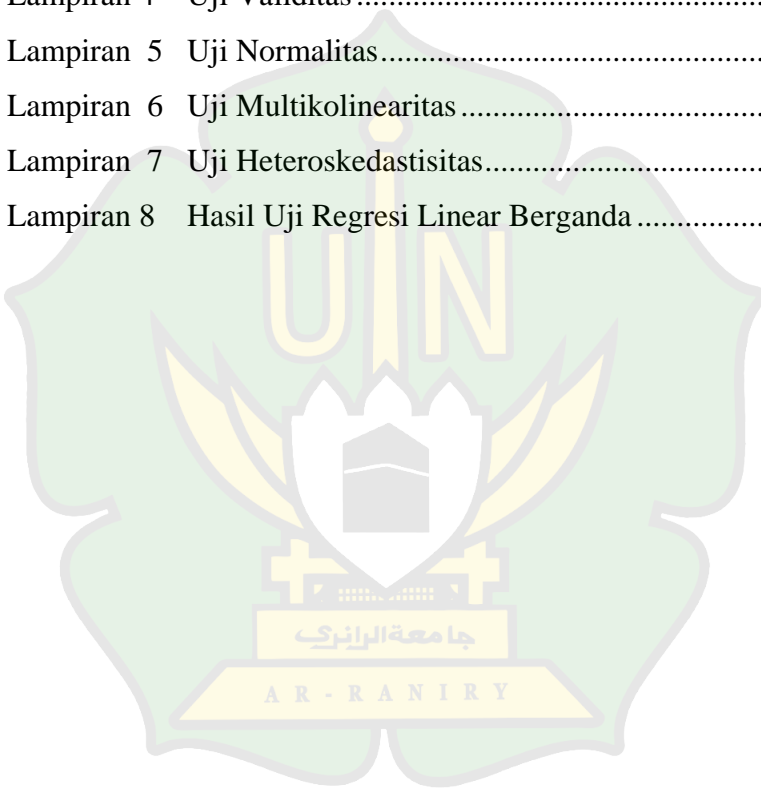 Lampiran 4 Uji Validitas ....................................................
Lampiran 5 Uji Normalitas....................................................
Lampiran 6 Uji Multikolinearitas ..........................................
Lampiran 7 Uji Heteroskedastisitas.......................................
Lampiran 8 Hasil Uji Regresi Linear Berganda ...................
UIN
جامعةالرانري
AR-RANIRY